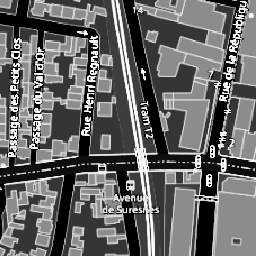 Passage des Petits Clos
Passage du Val d'Or
Rue Henri Regnault
Tram T2
Rue de la Républiqu
Avenue
de Suresnes